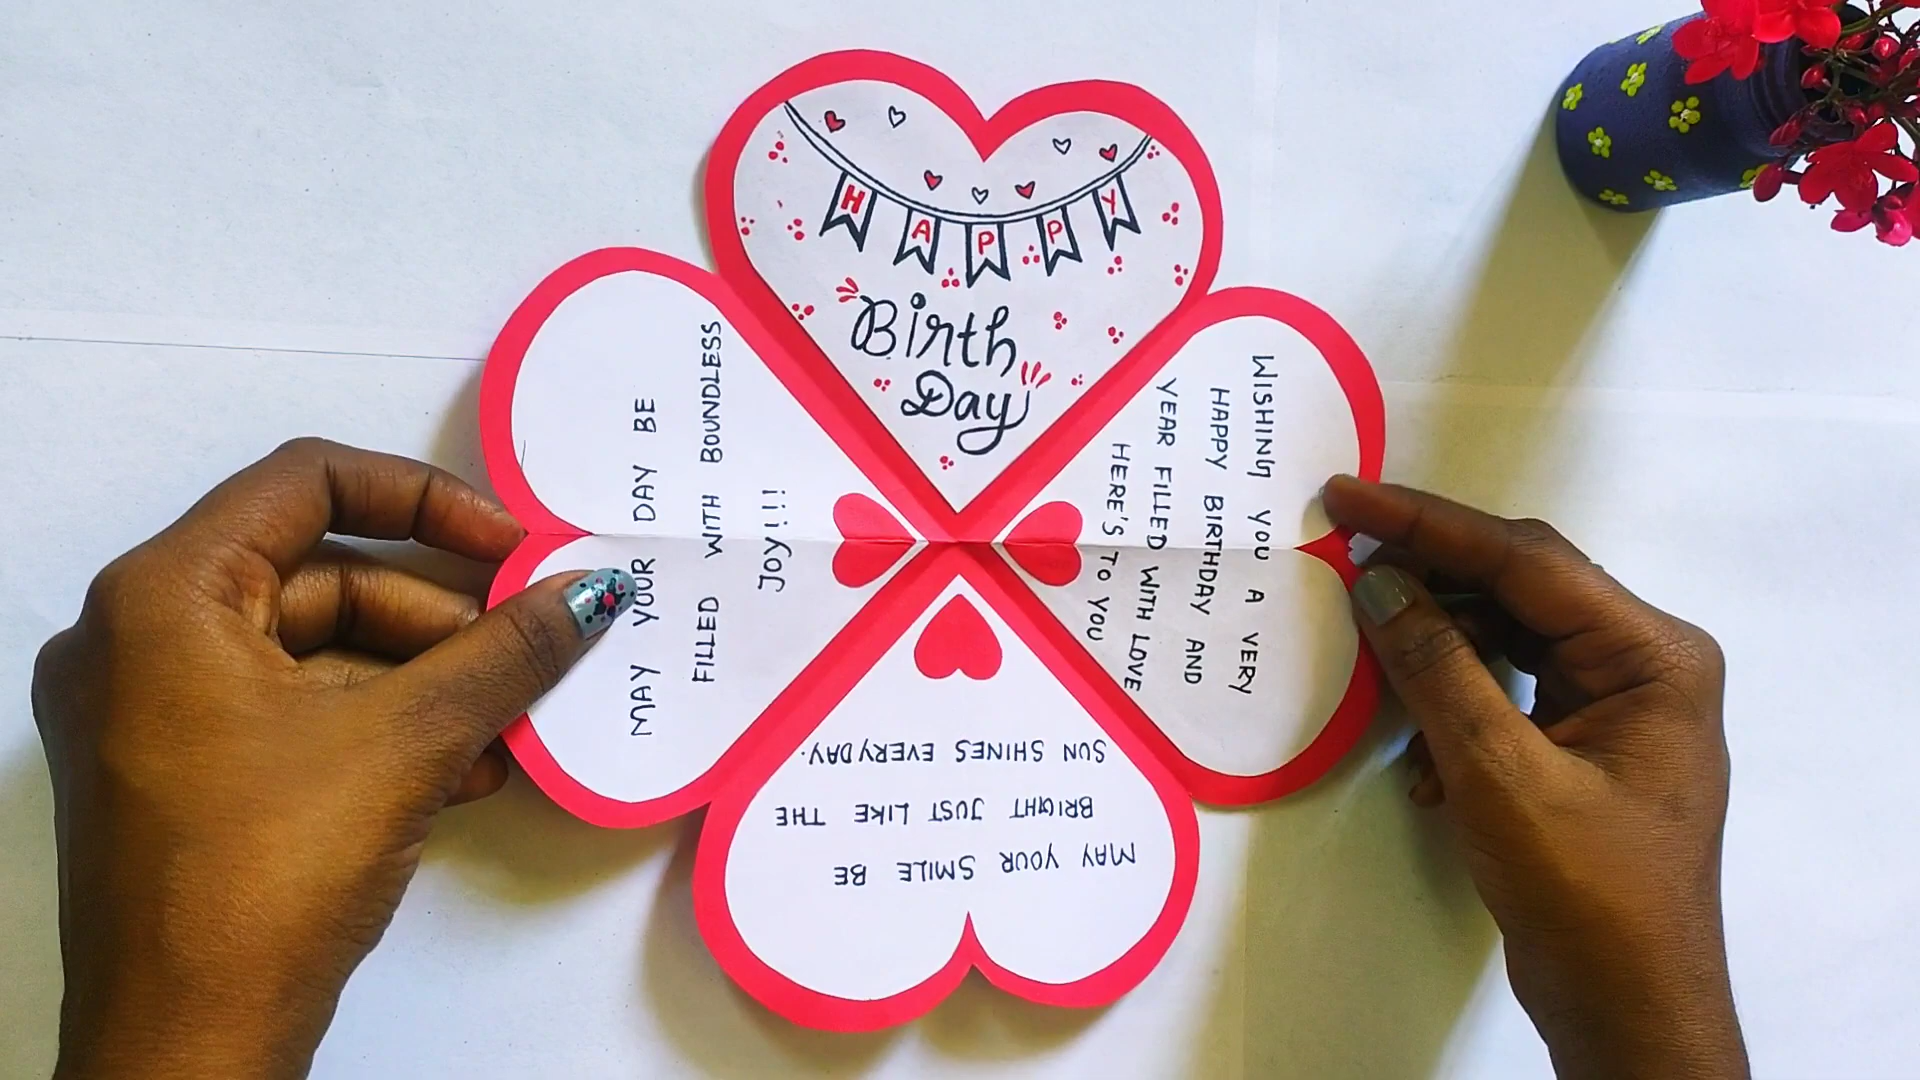 HAPPY
Birth
Day
WISHING YOU A VERY
HAPPY BIRTHDAY AND
YEAR FILLED WITH LOVE
HERE'S TO YOU
MAY YOUR SMILE BE
BRIGHT JUST LIKE THE
SUN SHINES EVERYDAY.
MAY YOUR DAY BE
FILLED WITH BOUNDLESS
Joy!!!